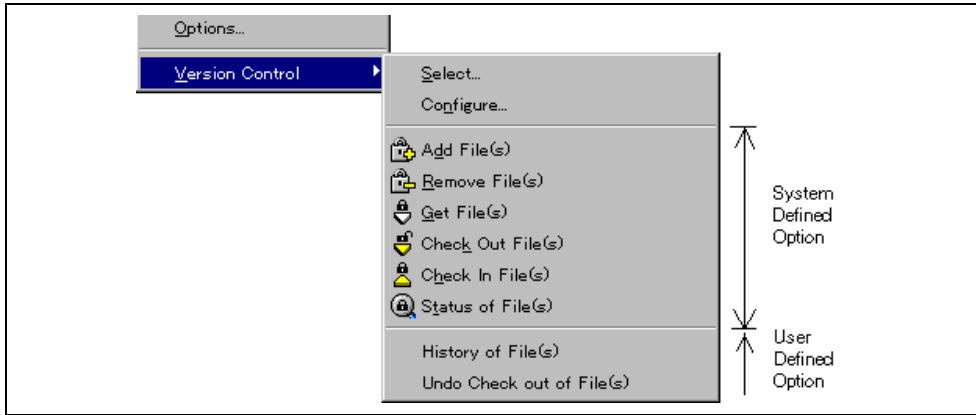 Options...
Version Control
Select...
Configure...
Add File(s)
Remove File(s)
Get File(s)
Check Out File(s)
Check In File(s)
Status of File(s)
History of File(s)
Undo Check out of File(s)
System
Defined
Option
User
Defined
Option